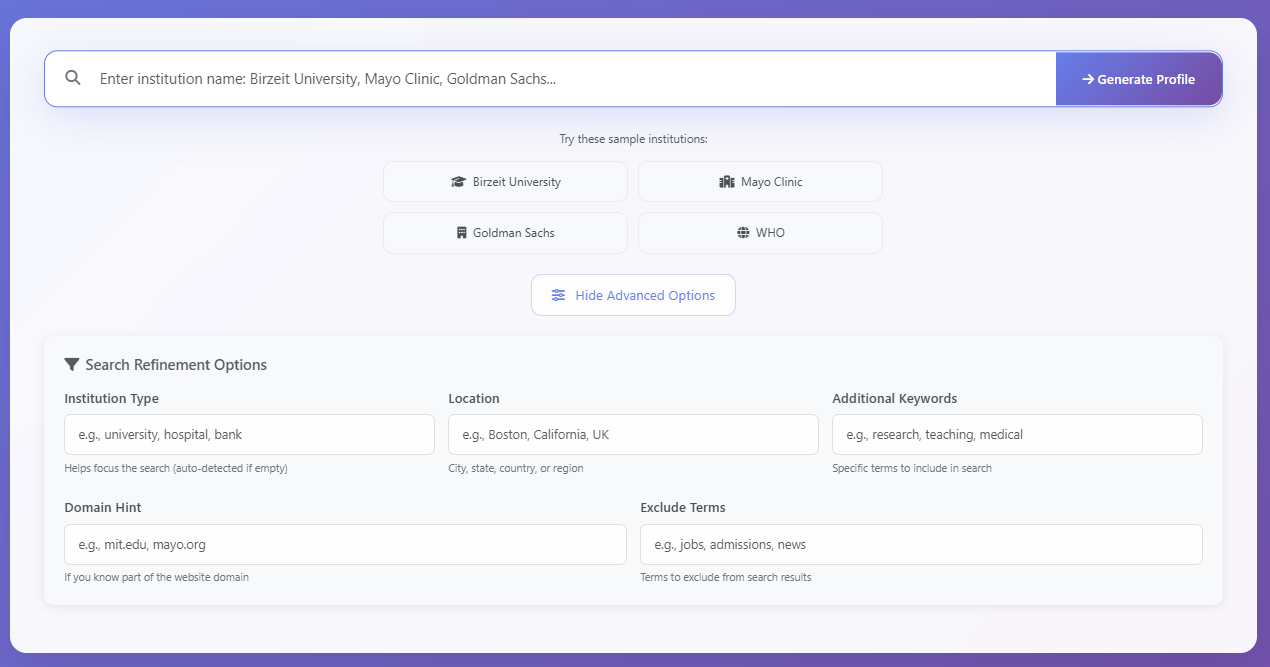 Enter institution name: Birzeit University, Mayo Clinic, Goldman Sachs...
Generate Profile
Try these sample institutions:
Birzeit University
Mayo Clinic
Goldman Sachs
WHO
Hide Advanced Options
Search Refinement Options
Institution Type
Location
Additional Keywords
e.g., university, hospital, bank
e.g., Boston, California, UK
e.g., research, teaching, medical
Helps focus the search (auto-detected if empty)
City, state, country, or region
Specific terms to include in search
Domain Hint
Exclude Terms
e.g., mit.edu, mayo.org
e.g., jobs, admissions, news
If you know part of the website domain
Terms to exclude from search results